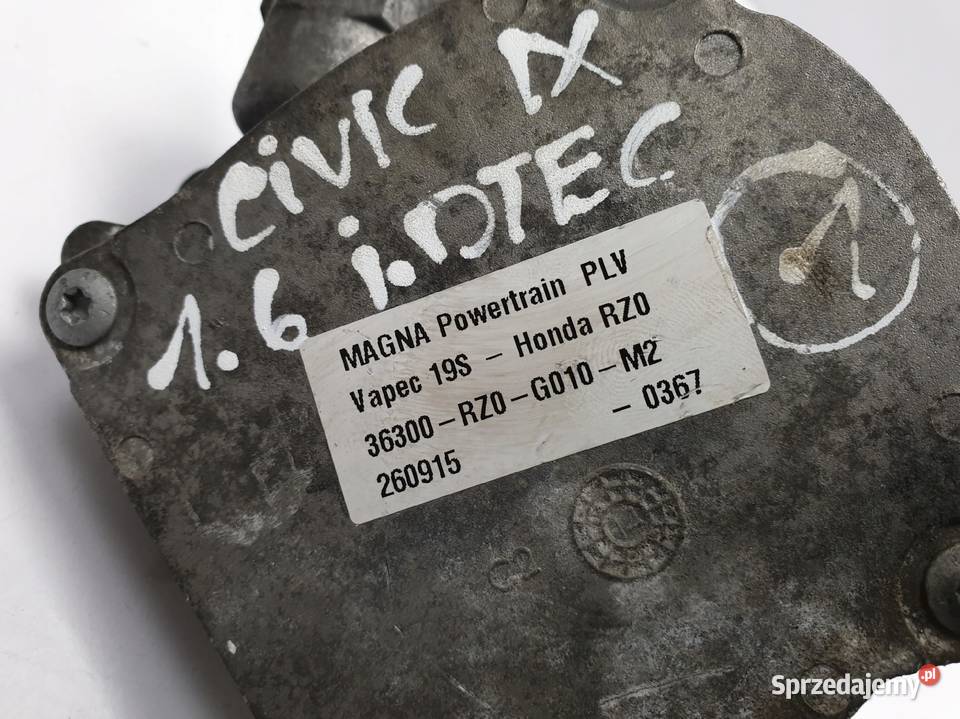 CIVIC IX
1.6 i.DTEC
MAGNA Powertrain PLV
Vapec 19S - Honda RZ0
36300-RZ0-G010-M2
260915 - 0367
Sprzedajemy.pl